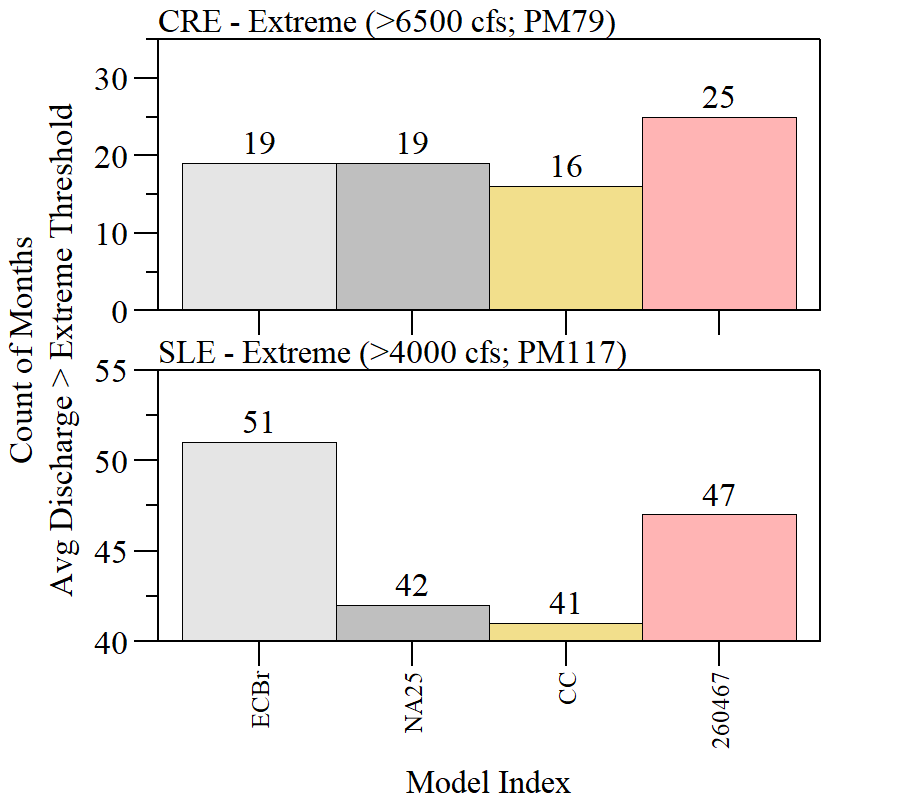 CRE - Extreme (>6500 cfs; PM79)
30
20
10
0
19
19
16
25
SLE - Extreme (>4000 cfs; PM117)
55
50
45
40
51
42
41
47
Count of Months
Avg Discharge > Extreme Threshold
ECBr
NA25
CC
260467
Model Index